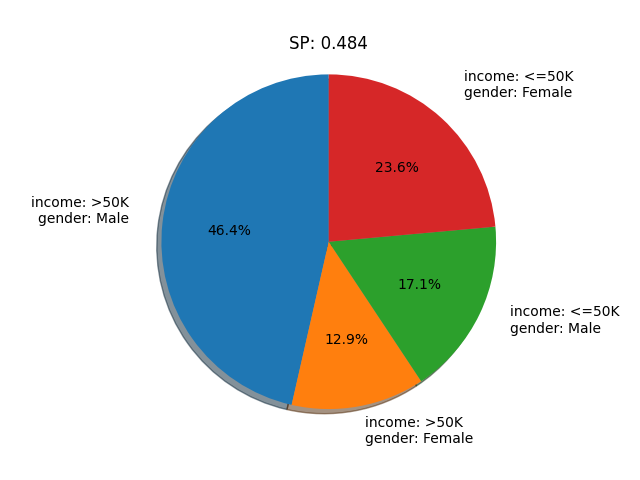 SP: 0.484
income: <=50K
gender: Female
23.6%
income: >50K
gender: Male
46.4%
17.1%
income: <=50K
gender: Male
12.9%
income: >50K
gender: Female